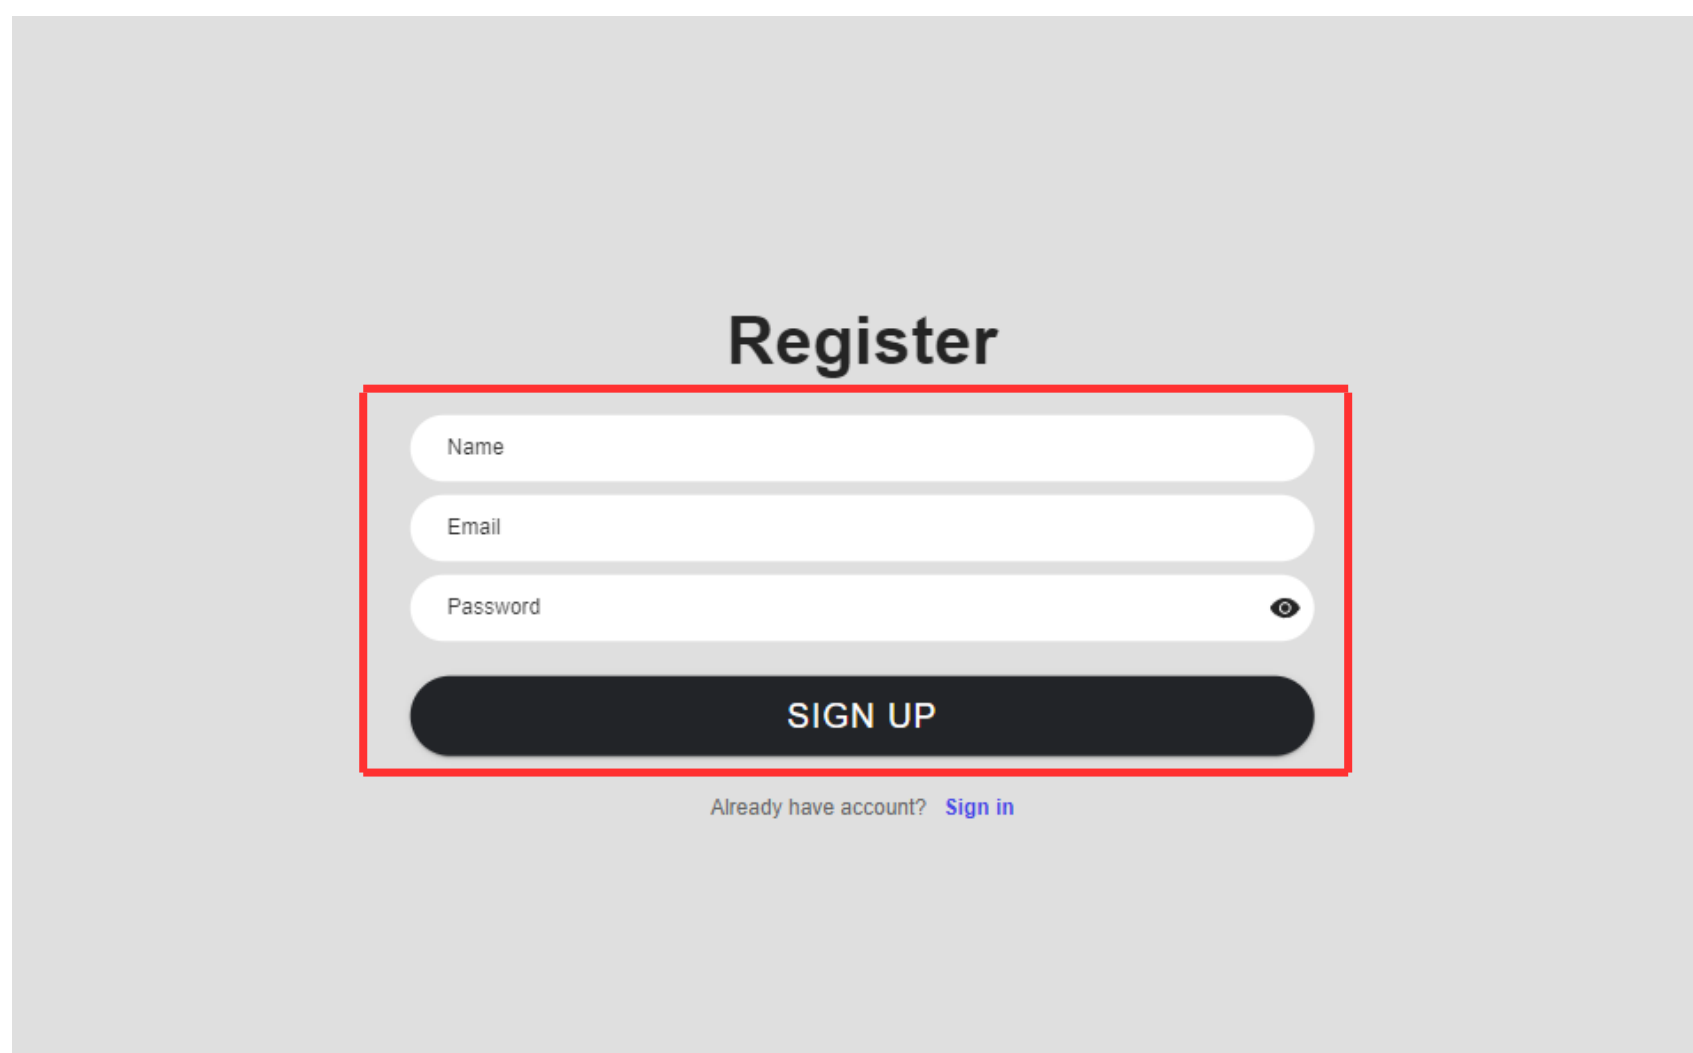 Register
Name
Email
Password
SIGN UP
Already have account? Sign in